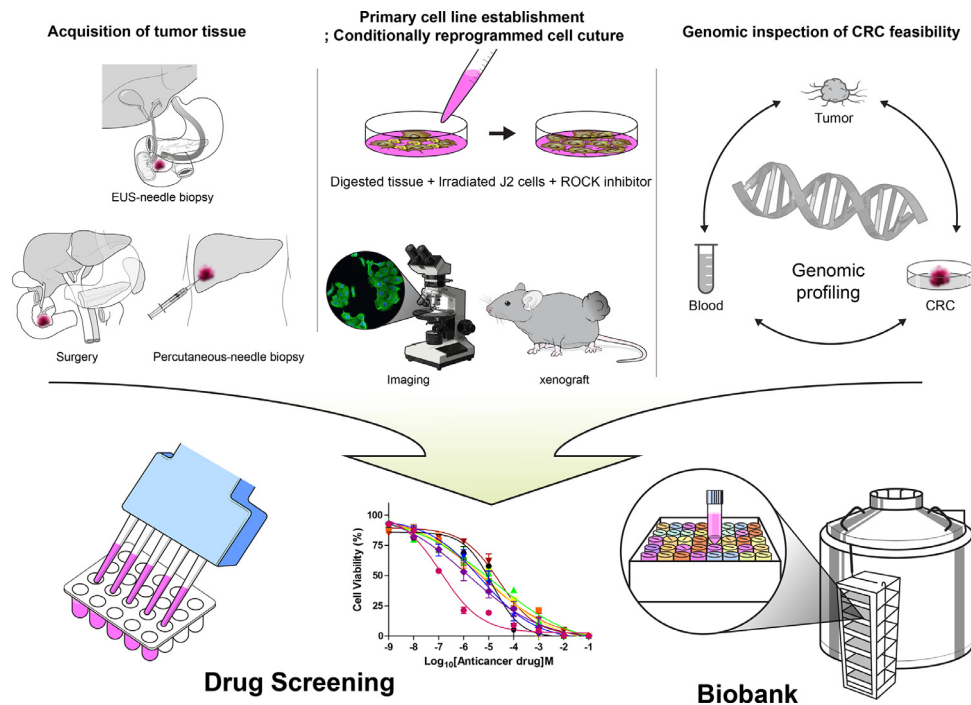 Acquisition of tumor tissue
EUS-needle biopsy
Surgery
Percutaneous-needle biopsy
Primary cell line establishment
; Conditionally reprogrammed cell cuture
Digested tissue + Irradiated J2 cells + ROCK inhibitor
Imaging
xenograft
Genomic inspection of CRC feasibility
Tumor
Blood
Genomic
profiling
CRC
Cell Viability (%)
100
75
50
25
0
-9 -8 -7 -6 -5 -4 -3 -2 -1
Log10[Anticancer drug]M
Drug Screening
Biobank